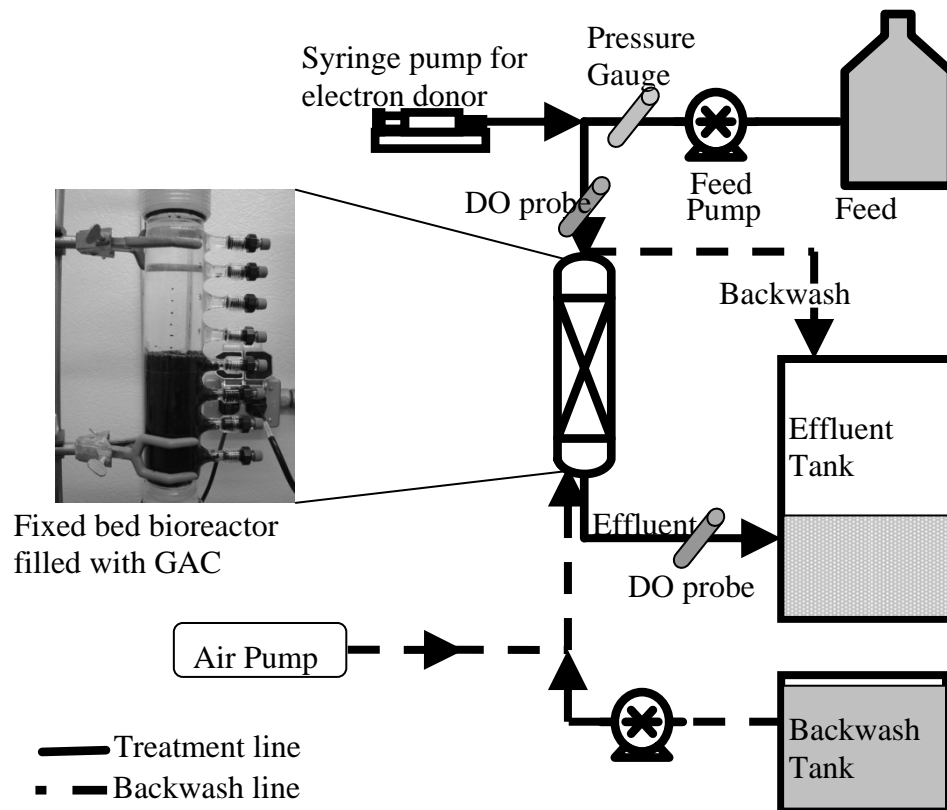 Syringe pump for
electron donor
Pressure
Gauge
DO probe
Feed
Pump
Feed
Backwash
Effluent
Tank
Fixed bed bioreactor
filled with GAC
Effluent
DO probe
Air Pump
Backwash
Tank
Treatment line
Backwash line